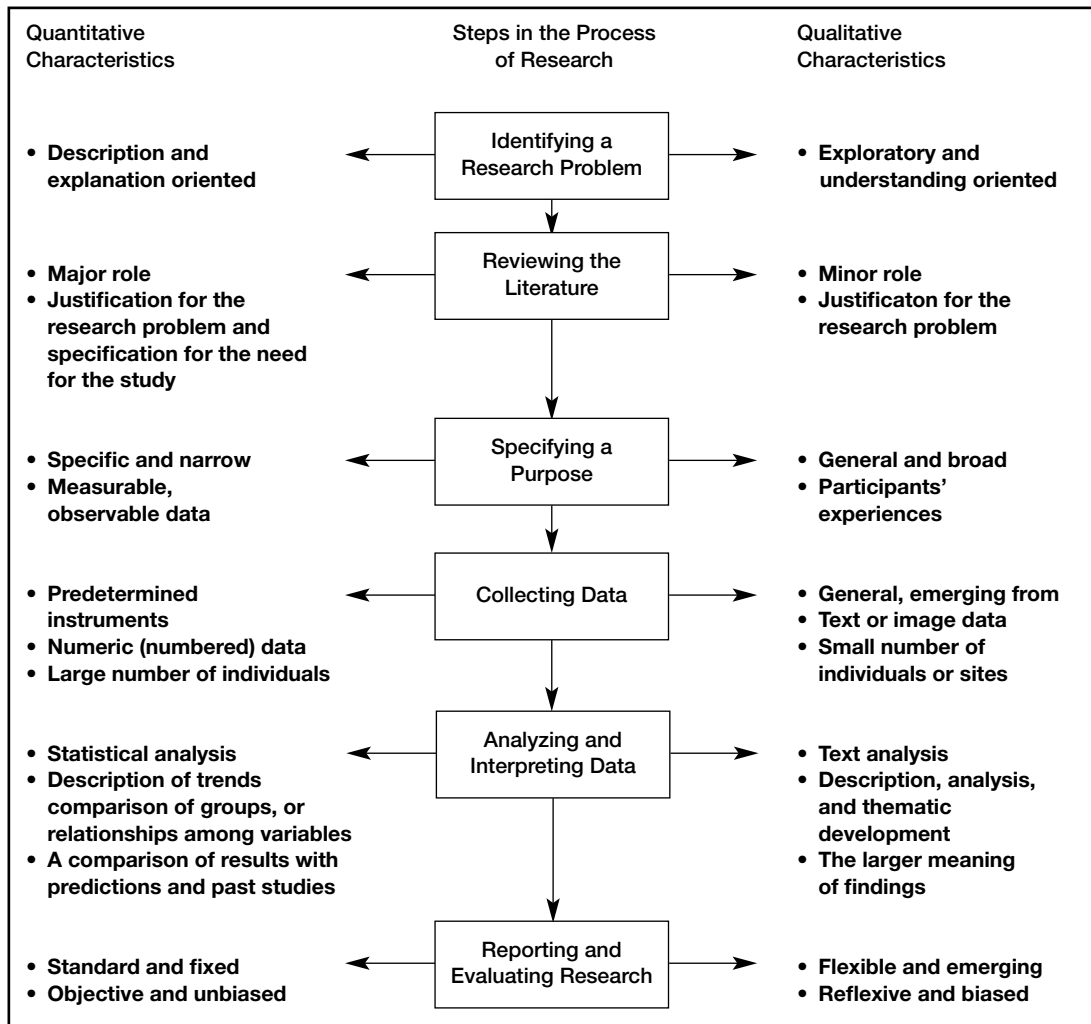 Quantitative
Characteristics
Steps in the Process
of Research
Qualitative
Characteristics
• Description and
explanation oriented
Identifying a
Research Problem
• Exploratory and
understanding oriented
• Major role
• Justification for the
research problem and
specification for the need
for the study
Reviewing the
Literature
• Minor role
• Justificaton for the
research problem
• Specific and narrow
• Measurable,
observable data
Specifying a
Purpose
• General and broad
• Participants’
experiences
• Predetermined
instruments
• Numeric (numbered) data
• Large number of individuals
Collecting Data
• General, emerging from
• Text or image data
• Small number of
individuals or sites
• Statistical analysis
• Description of trends
comparison of groups, or
relationships among variables
• A comparison of results with
predictions and past studies
Analyzing and
Interpreting Data
• Text analysis
• Description, analysis,
and thematic
development
• The larger meaning
of findings
• Standard and fixed
• Objective and unbiased
Reporting and
Evaluating Research
• Flexible and emerging
• Reflexive and biased